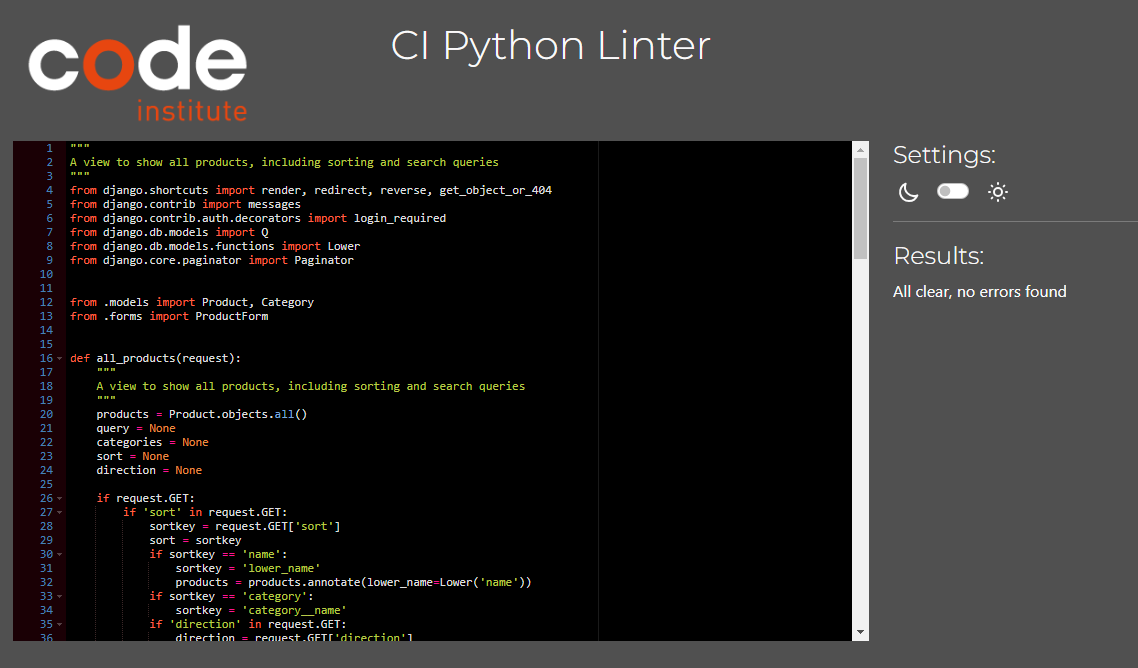 code
institute
CI Python Linter
1 """
2 A view to show all products, including sorting and search queries
3 """
4 from django.shortcuts import render, redirect, reverse, get_object_or_404
5 from django.contrib import messages
6 from django.contrib.auth.decorators import login_required
7 from django.db.models import Q
8 from django.db.models.functions import Lower
9 from django.core.paginator import Paginator
10
11
12 from .models import Product, Category
13 from .forms import ProductForm
14
15
16 def all_products(request):
17     """
18     A view to show all products, including sorting and search queries
19     """
20     products = Product.objects.all()
21     query = None
22     categories = None
23     sort = None
24     direction = None
25
26     if request.GET:
27         if 'sort' in request.GET:
28             sortkey = request.GET['sort']
29             sort = sortkey
30             if sortkey == 'name':
31                 sortkey = 'lower_name'
32                 products = products.annotate(lower_name=Lower('name'))
33             if sortkey == 'category':
34                 sortkey = 'category__name'
35             if 'direction' in request.GET:
36                 direction = request.GET['direction']
Settings:
Results:
All clear, no errors found